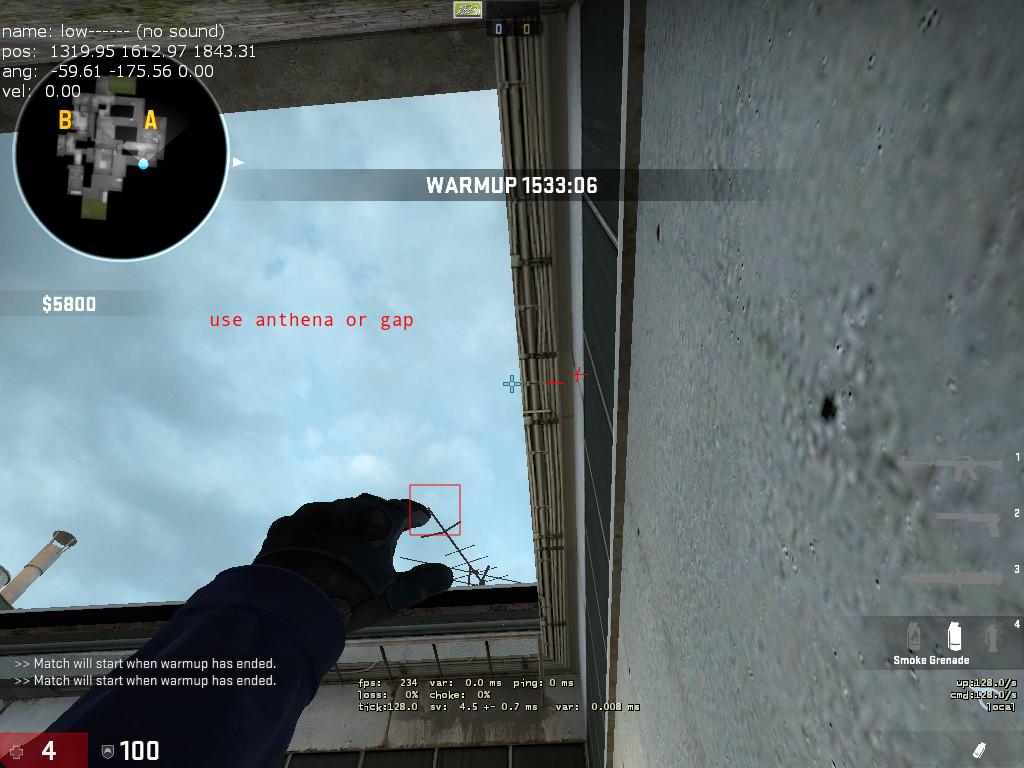 name: low------ (no sound)
pos: 1319.95 1612.97 1843.31
ang: -59.61 -175.56 0.00
vel: 0.00
0 0
B A
WARMUP 1533:06
$5800
use anthena or gap
1
2
3
4
Smoke Grenade
>> Match will start when warmup has ended.
>> Match will start when warmup has ended.
fps: 234 var: 0.0 ms ping: 0 ms
loss: 0% choke: 0%
tick:128.0 sv: 4.5 +- 0.7 ms var: 0.008 ms
up:128.0/s
cmd:128.0/s
local
4 100